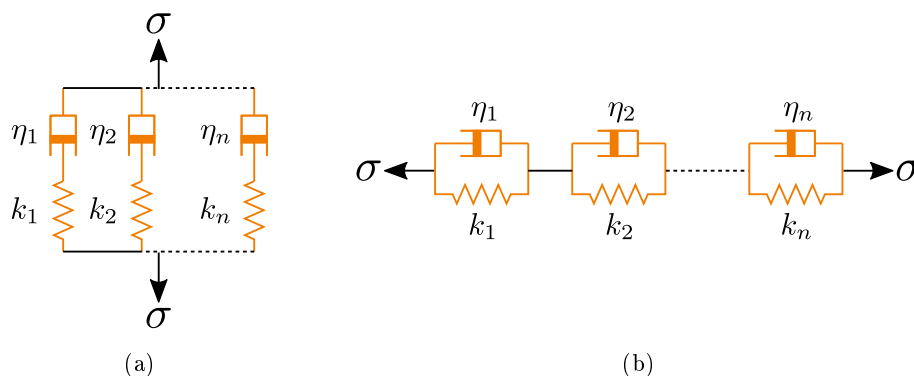 σ
η₁ η₂ ηₙ
k₁ k₂ kₙ
σ
(a)
η₁ η₂ ηₙ
σ σ
k₁ k₂ kₙ
(b)